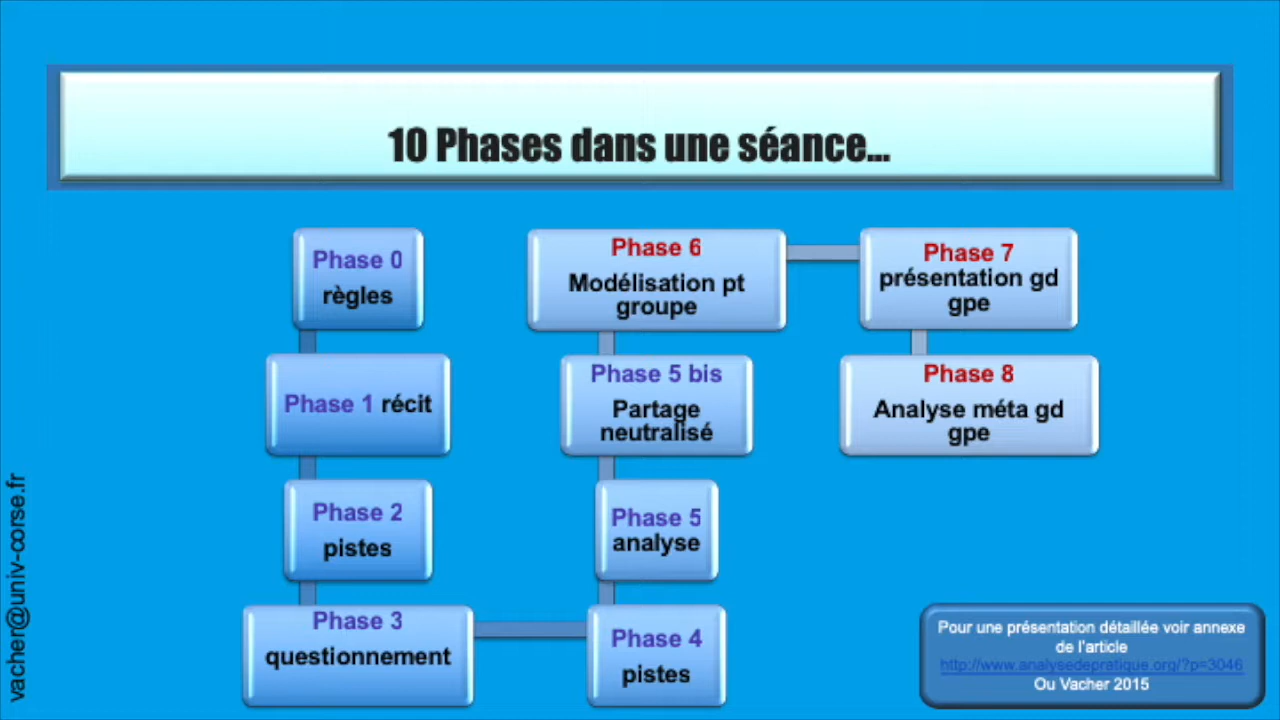 10 Phases dans une séance...
Phase 0
règles
Phase 1 récit
Phase 2
pistes
Phase 3
questionnement
Phase 4
pistes
Phase 5
analyse
Phase 5 bis
Partage
neutralisé
Phase 6
Modélisation pt
groupe
Phase 7
présentation gd
gpe
Phase 8
Analyse méta gd
gpe
Pour une présentation détaillée voir annexe
de l'article
http://www.analysedepratique.org/?p=3046
Ou Vacher 2015
vacher@univ-corse.fr